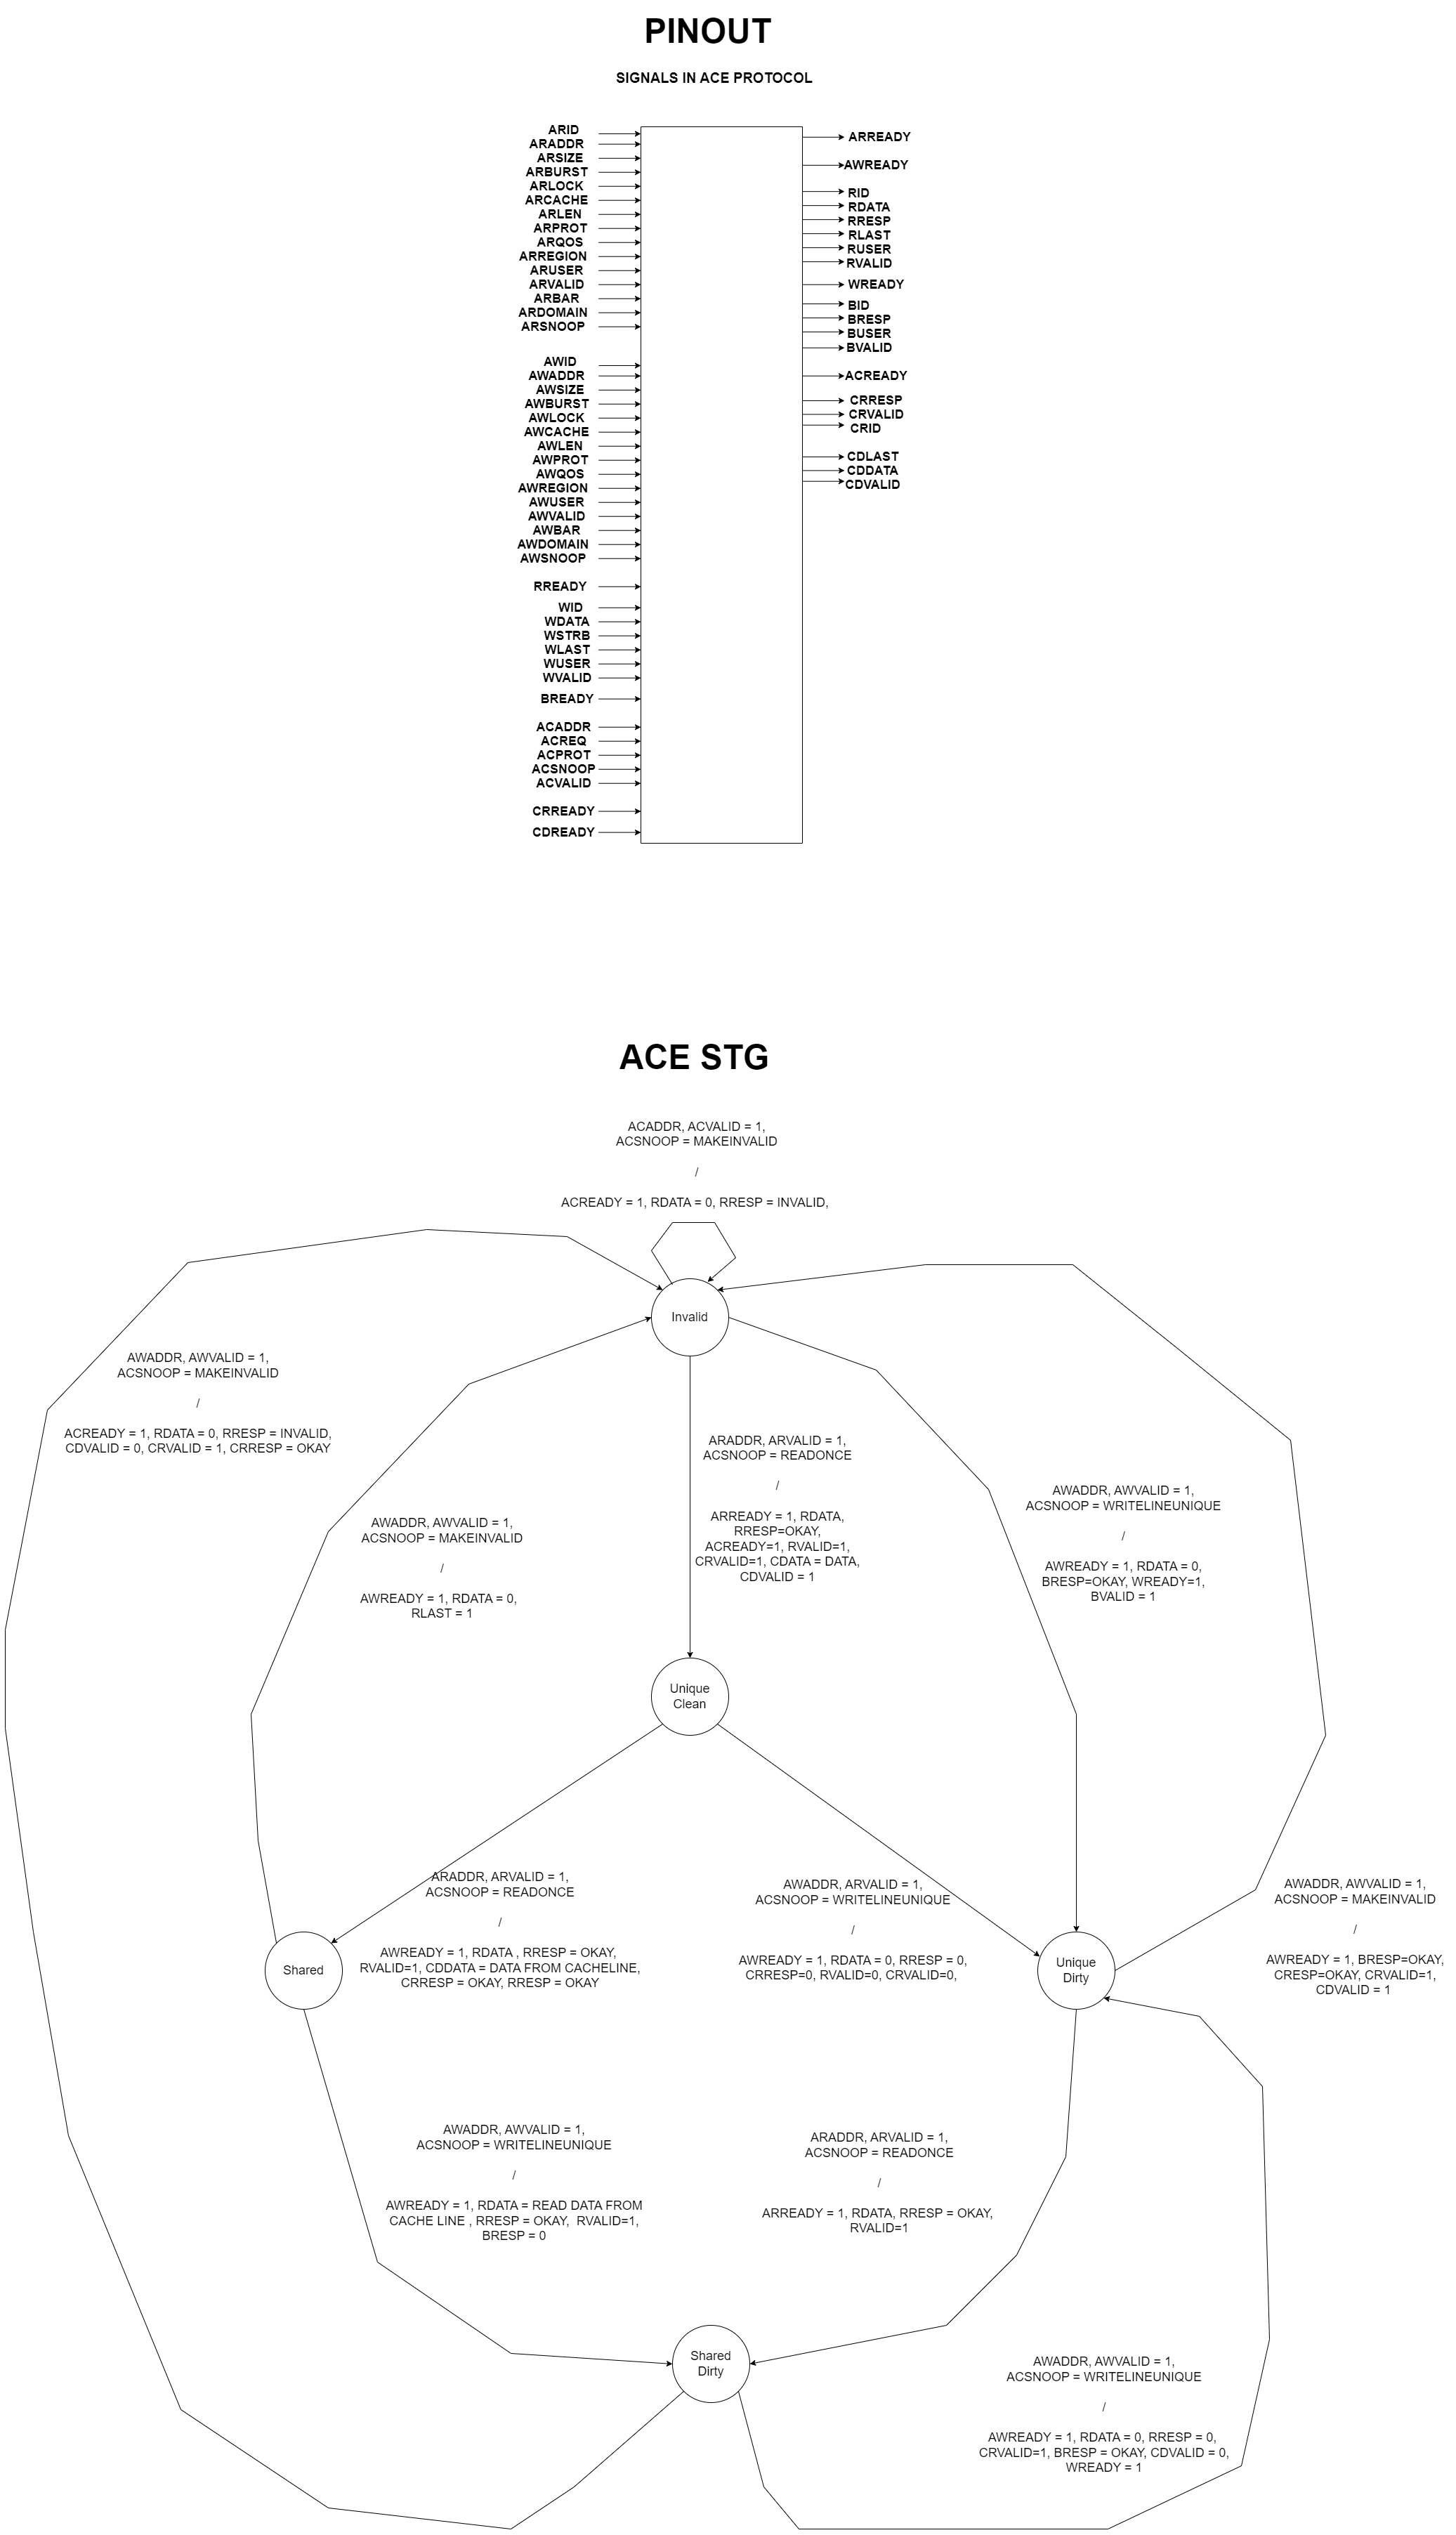 PINOUT
SIGNALS IN ACE PROTOCOL
ARID
ARADDR
ARSIZE
ARBURST
ARLOCK
ARCACHE
ARLEN
ARPROT
ARQOS
ARREGION
ARUSER
ARVALID
ARBAR
ARDOMAIN
ARSNOOP
AWID
AWADDR
AWSIZE
AWBURST
AWLOCK
AWCACHE
AWLEN
AWPROT
AWQOS
AWREGION
AWUSER
AWVALID
AWBAR
AWDOMAIN
AWSNOOP
RREADY
WID
WDATA
WSTRB
WLAST
WUSER
WVALID
BREADY
ACADDR
ACREQ
ACPROT
ACSNOOP
ACVALID
CRREADY
CDREADY
ARREADY
AWREADY
RID
RDATA
RRESP
RLAST
RUSER
RVALID
WREADY
BID
BRESP
BUSER
BVALID
ACREADY
CRRESP
CRVALID
CRID
CDLAST
CDDATA
CDVALID
ACE STG
ACADDR, ACVALID = 1,
ACSNOOP = MAKEINVALID
/
ACREADY = 1, RDATA = 0, RRESP = INVALID,
Invalid
AWADDR, AWVALID = 1,
ACSNOOP = MAKEINVALID
/
ACREADY = 1, RDATA = 0, RRESP = INVALID,
CDVALID = 0, CRVALID = 1, CRRESP = OKAY
AWADDR, AWVALID = 1,
ACSNOOP = MAKEINVALID
/
AWREADY = 1, RDATA = 0,
RLAST = 1
ARADDR, ARVALID = 1,
ACSNOOP = READONCE
/
ARREADY = 1, RDATA,
RRESP=OKAY,
ACREADY=1, RVALID=1,
CRVALID=1, CDATA = DATA,
CDVALID = 1
AWADDR, AWVALID = 1,
ACSNOOP = WRITELINEUNIQUE
/
AWREADY = 1, RDATA = 0,
BRESP=OKAY, WREADY=1,
BVALID = 1
Unique
Clean
ARADDR, ARVALID = 1,
ACSNOOP = READONCE
/
AWREADY = 1, RDATA , RRESP = OKAY,
RVALID=1, CDDATA = DATA FROM CACHELINE,
CRRESP = OKAY, RRESP = OKAY
AWADDR, ARVALID = 1,
ACSNOOP = WRITELINEUNIQUE
/
AWREADY = 1, RDATA = 0, RRESP = 0,
CRRESP=0, RVALID=0, CRVALID=0,
AWADDR, AWVALID = 1,
ACSNOOP = MAKEINVALID
/
AWREADY = 1, BRESP=OKAY,
CRESP=OKAY, CRVALID=1,
CDVALID = 1
Shared
Unique
Dirty
AWADDR, AWVALID = 1,
ACSNOOP = WRITELINEUNIQUE
/
AWREADY = 1, RDATA = READ DATA FROM
CACHE LINE , RRESP = OKAY,  RVALID=1,
BRESP = 0
ARADDR, ARVALID = 1,
ACSNOOP = READONCE
/
ARREADY = 1, RDATA, RRESP = OKAY,
RVALID=1
Shared
Dirty
AWADDR, AWVALID = 1,
ACSNOOP = WRITELINEUNIQUE
/
AWREADY = 1, RDATA = 0, RRESP = 0,
CRVALID=1, BRESP = OKAY, CDVALID = 0,
WREADY = 1